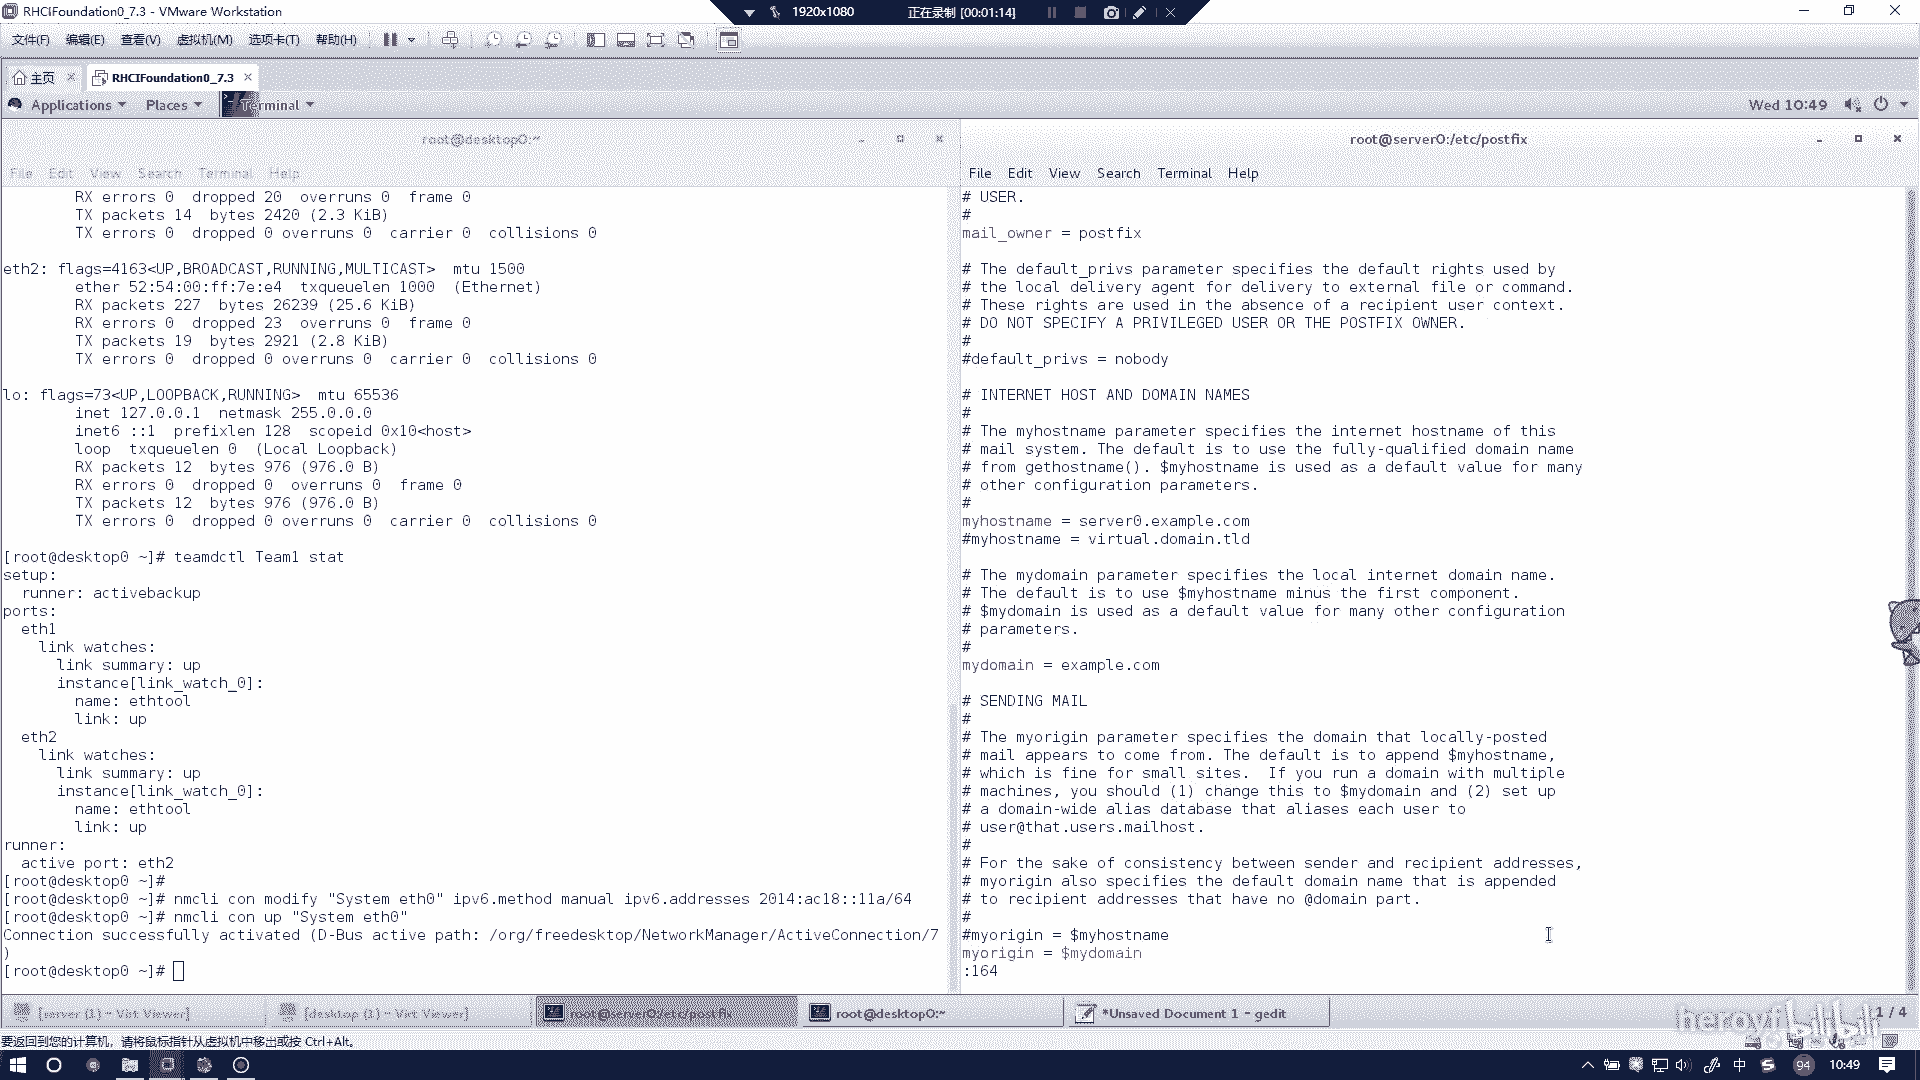 RHCIFoundation0_7.3 - VMware Workstation
1920x1080
正在录制 [00:01:14]
文件(F) 编辑(E) 查看(V) 虚拟机(M) 选项卡(T) 帮助(H)
主页
RHCIFoundation0_7.3
Applications Places Terminal
Wed 10:49
root@desktop0:~
File Edit View Search Terminal Help
RX errors 0 dropped 20 overruns 0 frame 0
TX packets 14 bytes 2420 (2.3 KiB)
TX errors 0 dropped 0 overruns 0 carrier 0 collisions 0
eth2: flags=4163<UP,BROADCAST,RUNNING,MULTICAST> mtu 1500
ether 52:54:00:ff:7e:e4 txqueuelen 1000 (Ethernet)
RX packets 227 bytes 26239 (25.6 KiB)
RX errors 0 dropped 23 overruns 0 frame 0
TX packets 19 bytes 2921 (2.8 KiB)
TX errors 0 dropped 0 overruns 0 carrier 0 collisions 0
lo: flags=73<UP,LOOPBACK,RUNNING> mtu 65536
inet 127.0.0.1 netmask 255.0.0.0
inet6 ::1 prefixlen 128 scopeid 0x10<host>
loop txqueuelen 0 (Local Loopback)
RX packets 12 bytes 976 (976.0 B)
RX errors 0 dropped 0 overruns 0 frame 0
TX packets 12 bytes 976 (976.0 B)
TX errors 0 dropped 0 overruns 0 carrier 0 collisions 0
[root@desktop0 ~]# teamdctl Team1 stat
setup:
runner: activebackup
ports:
eth1
link watches:
link summary: up
instance[link_watch_0]:
name: ethtool
link: up
eth2
link watches:
link summary: up
instance[link_watch_0]:
name: ethtool
link: up
runner:
active port: eth2
[root@desktop0 ~]#
[root@desktop0 ~]# nmcli con modify "System eth0" ipv6.method manual ipv6.addresses 2014:ac18::11a/64
[root@desktop0 ~]# nmcli con up "System eth0"
Connection successfully activated (D-Bus active path: /org/freedesktop/NetworkManager/ActiveConnection/7
)
[root@desktop0 ~]#
root@server0:/etc/postfix
File Edit View Search Terminal Help
# USER.
#
mail_owner = postfix
# The default_privs parameter specifies the default rights used by
# the local delivery agent for delivery to external file or command.
# These rights are used in the absence of a recipient user context.
# DO NOT SPECIFY A PRIVILEGED USER OR THE POSTFIX OWNER.
#
#default_privs = nobody
# INTERNET HOST AND DOMAIN NAMES
#
# The myhostname parameter specifies the internet hostname of this
# mail system. The default is to use the fully-qualified domain name
# from gethostname(). $myhostname is used as a default value for many
# other configuration parameters.
#
myhostname = server0.example.com
#myhostname = virtual.domain.tld
# The mydomain parameter specifies the local internet domain name.
# The default is to use $myhostname minus the first component.
# $mydomain is used as a default value for many other configuration
# parameters.
#
mydomain = example.com
# SENDING MAIL
#
# The myorigin parameter specifies the domain that locally-posted
# mail appears to come from. The default is to append $myhostname,
# which is fine for small sites.  If you run a domain with multiple
# machines, you should (1) change this to $mydomain and (2) set up
# a domain-wide alias database that aliases each user to
# user@that.users.mailhost.
#
# For the sake of consistency between sender and recipient addresses,
# myorigin also specifies the default domain name that is appended
# to recipient addresses that have no @domain part.
#
#myorigin = $myhostname
myorigin = $mydomain
:164
[server (1) ~ Virt Viewer]
[desktop (1) ~ Virt Viewer]
root@server0:/etc/postfix
root@desktop0:~
*Unsaved Document 1 - gedit
1 / 4
bilibili
要返回到您的计算机，请将鼠标指针从虚拟机中移出或按 Ctrl+Alt。
中
94
10:49